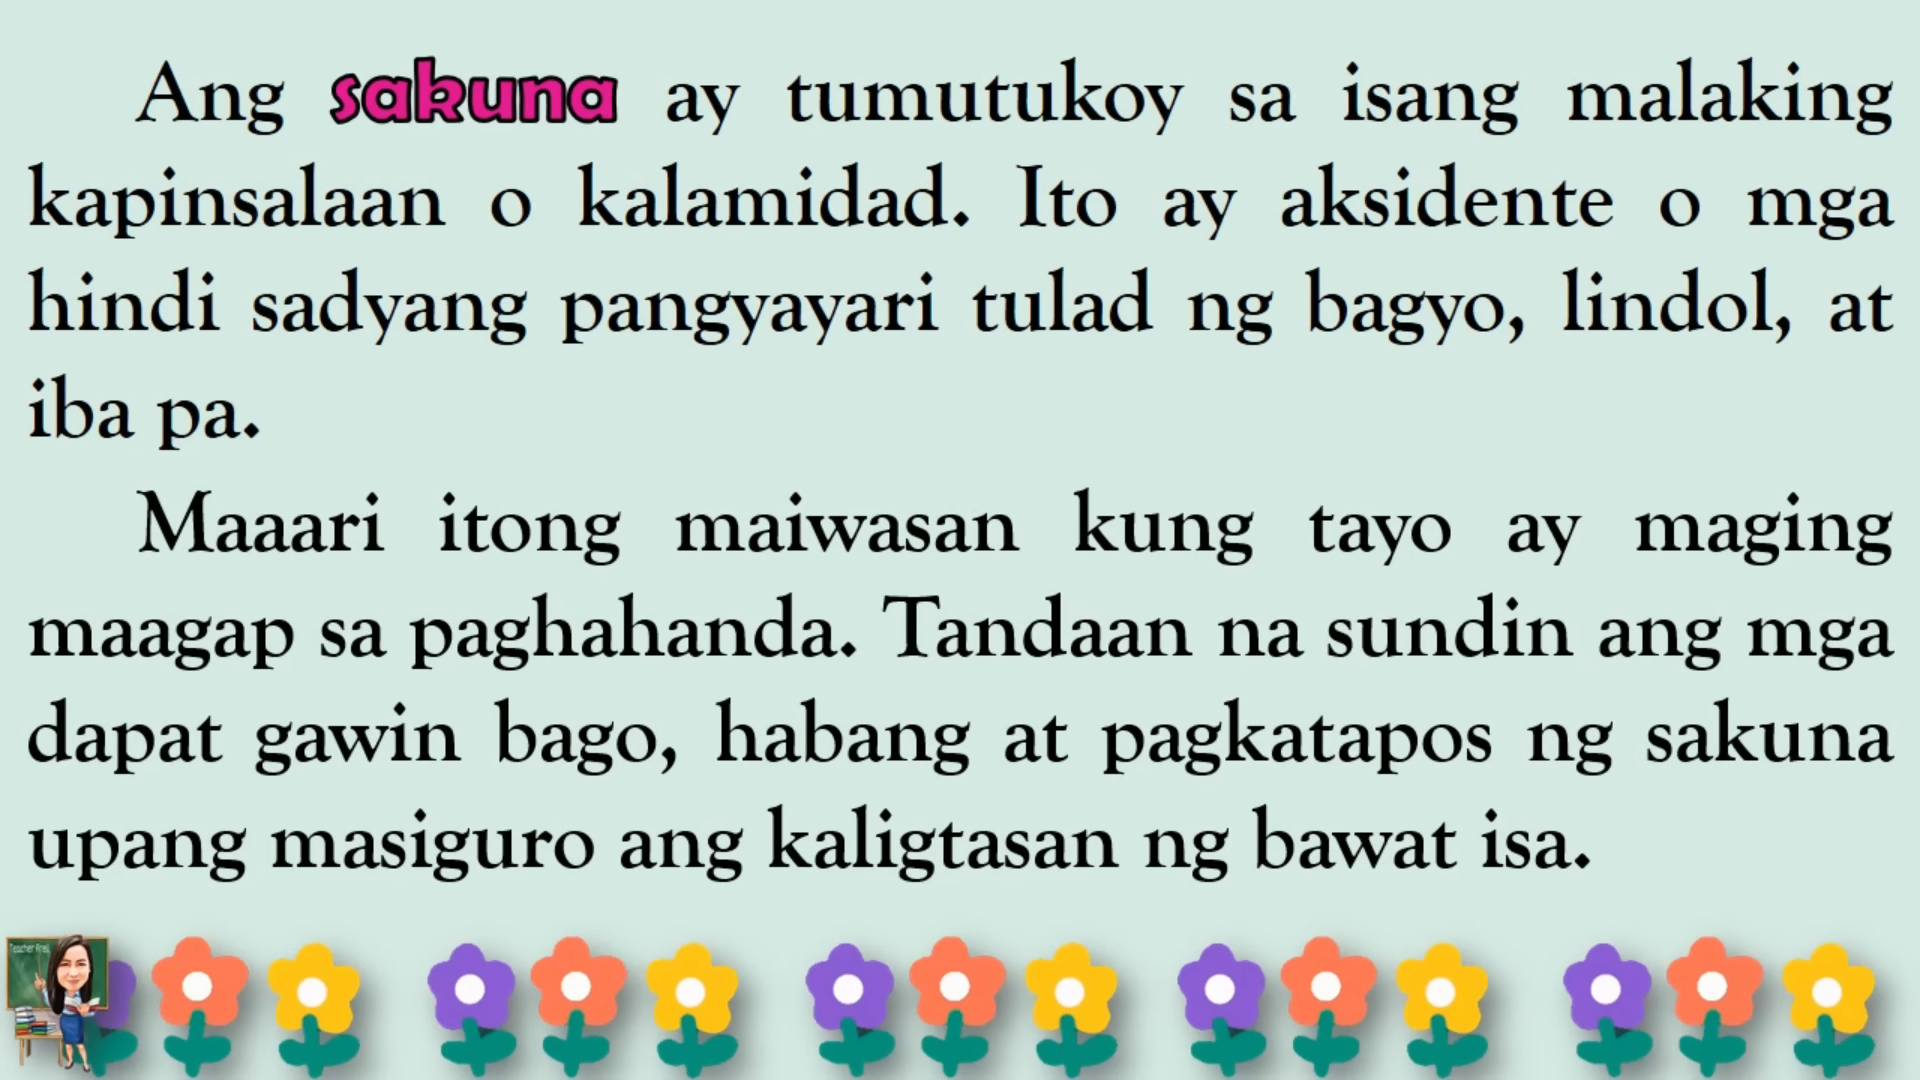 Ang sakuna ay tumutukoy sa isang malaking
kapinsalaan o kalamidad. Ito ay aksidente o mga
hindi sadyang pangyayari tulad ng bagyo, lindol, at
iba pa.
Maaari itong maiwasan kung tayo ay maging
maagap sa paghahanda. Tandaan na sundin ang mga
dapat gawin bago, habang at pagkatapos ng sakuna
upang masiguro ang kaligtasan ng bawat isa.
Teacher